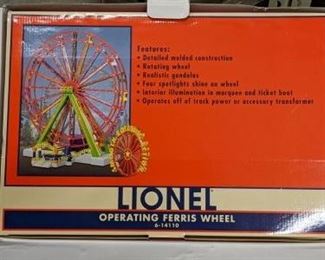 Features:
• Detailed molded construction
• Rotating wheel
• Realistic gondolas
• Four spotlights shine on wheel
• Interior illumination in marquee and ticket boot
• Operates off of track power or accessory transformer
LIONEL
OPERATING FERRIS WHEEL
6-14110